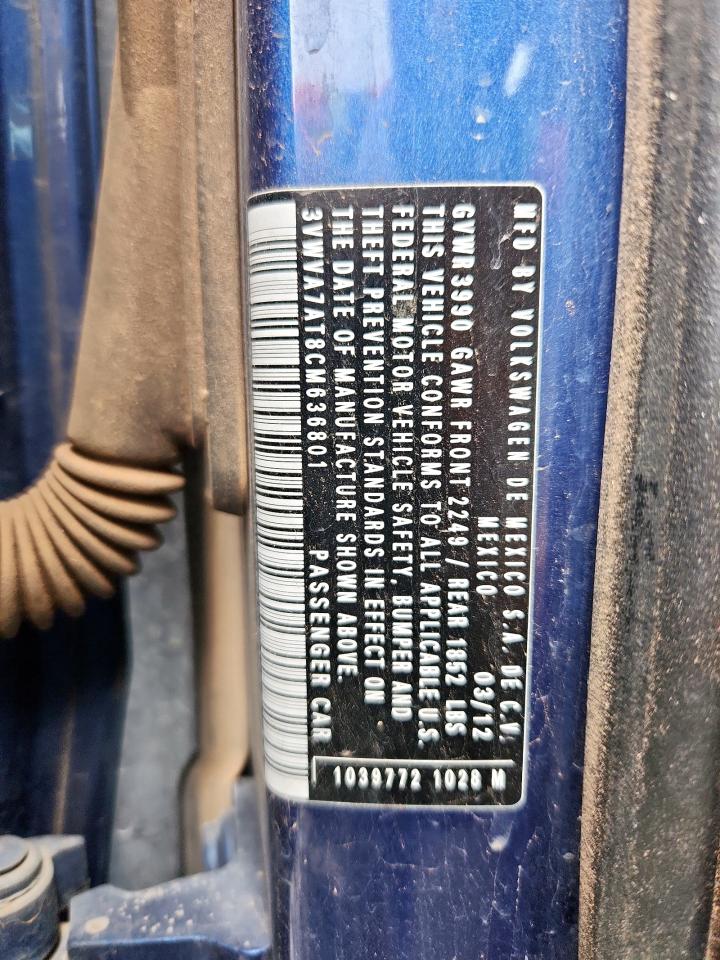 MFD BY VOLKSWAGEN DE MEXICO S.A. DE C.V.
MEXICO 03/12
GVWR 3990 GAWR FRONT 2249 / REAR 1852 LBS
THIS VEHICLE CONFORMS TO ALL APPLICABLE U.S.
FEDERAL MOTOR VEHICLE SAFETY, BUMPER AND
THEFT PREVENTION STANDARDS IN EFFECT ON
THE DATE OF MANUFACTURE SHOWN ABOVE.
3VWVA7AT8CM636801 PASSENGER CAR
1039772 1028 M